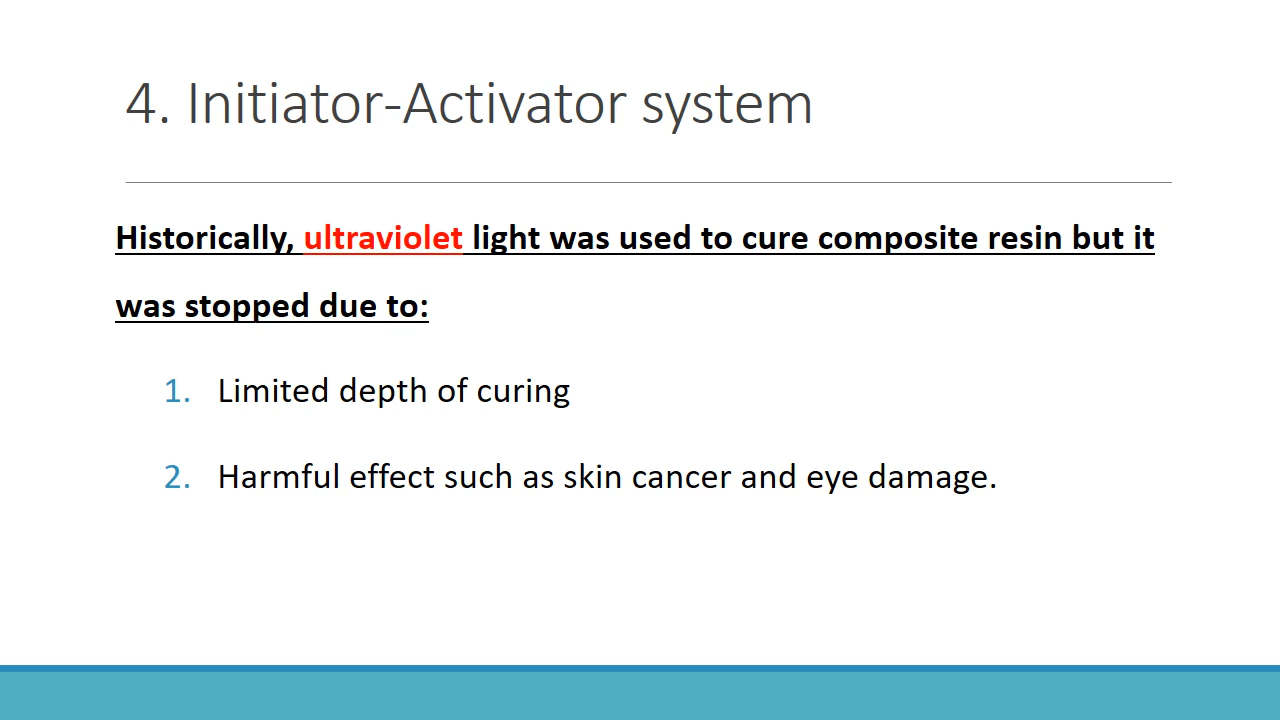 4. Initiator-Activator system
Historically, ultraviolet light was used to cure composite resin but it
was stopped due to:
1. Limited depth of curing
2. Harmful effect such as skin cancer and eye damage.